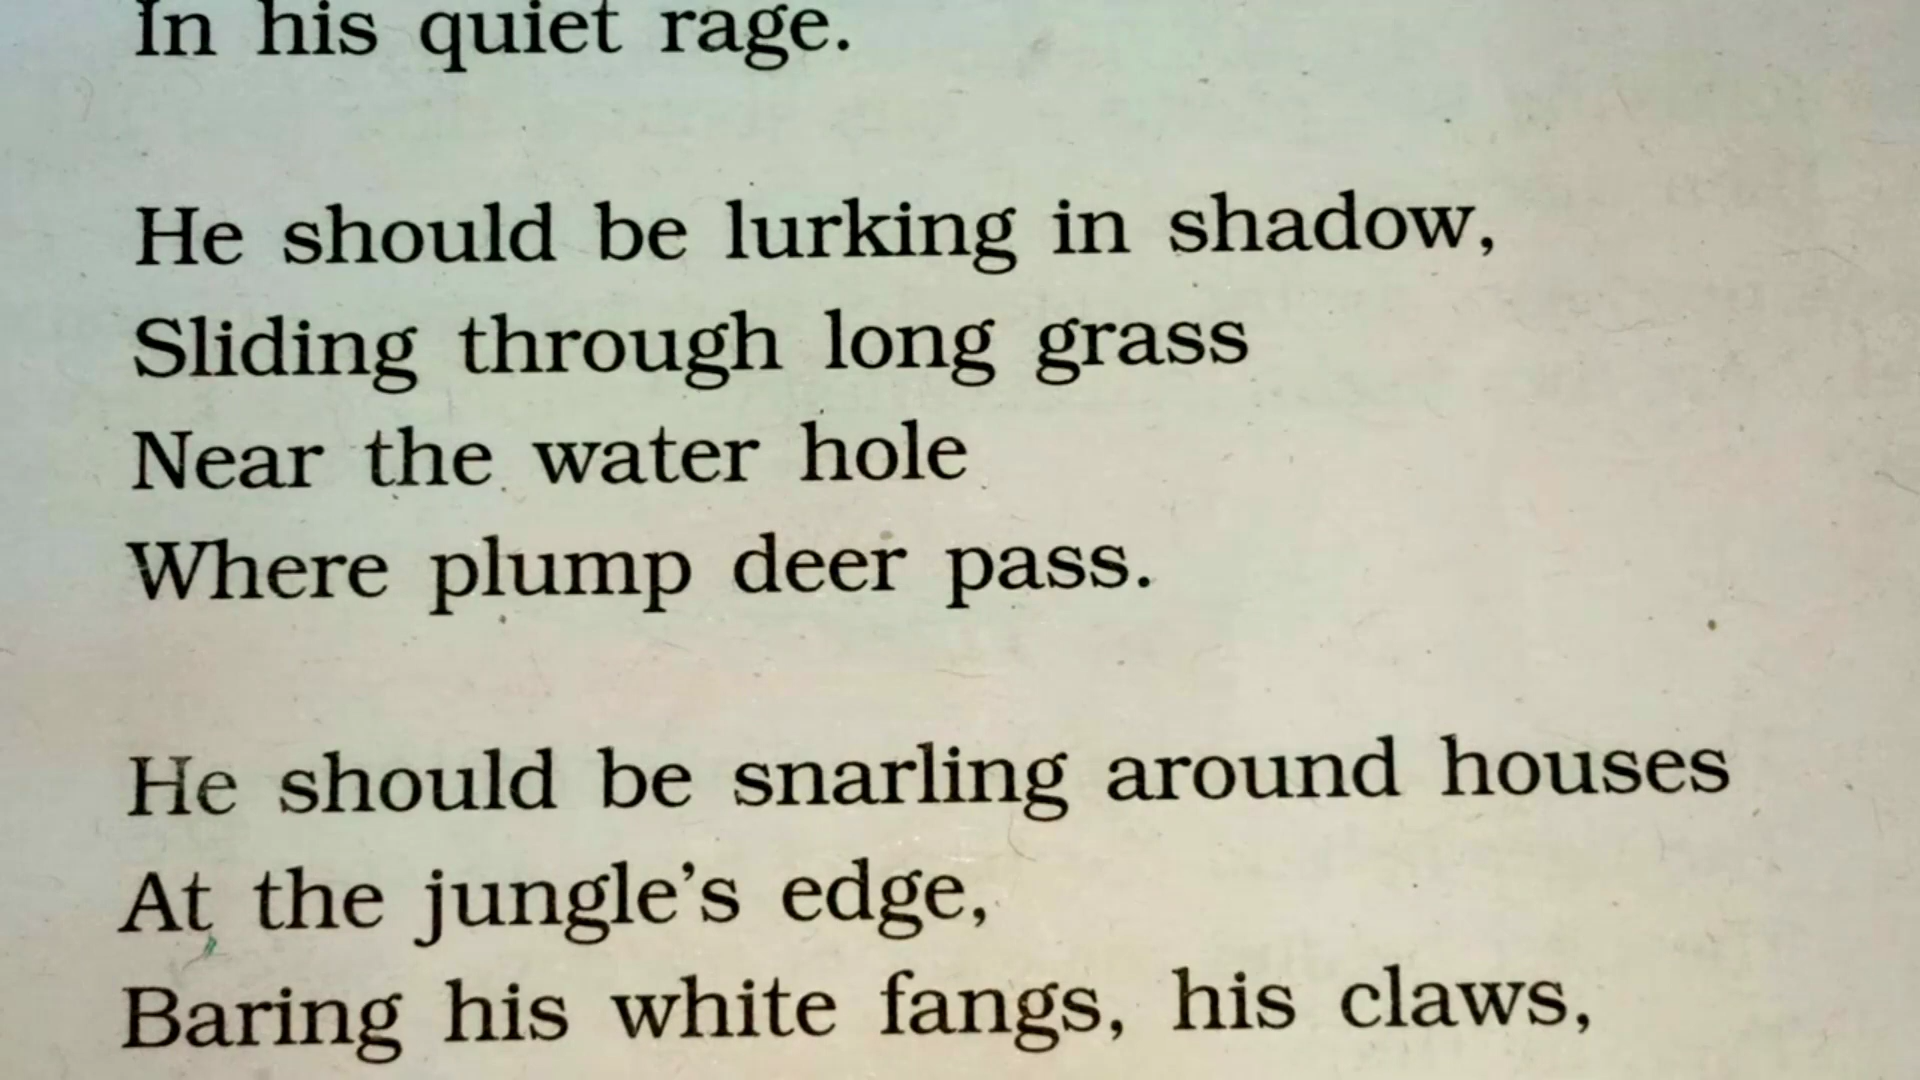 In his quiet rage.
He should be lurking in shadow,
Sliding through long grass
Near the water hole
Where plump deer pass.
He should be snarling around houses
At the jungle’s edge,
Baring his white fangs, his claws,